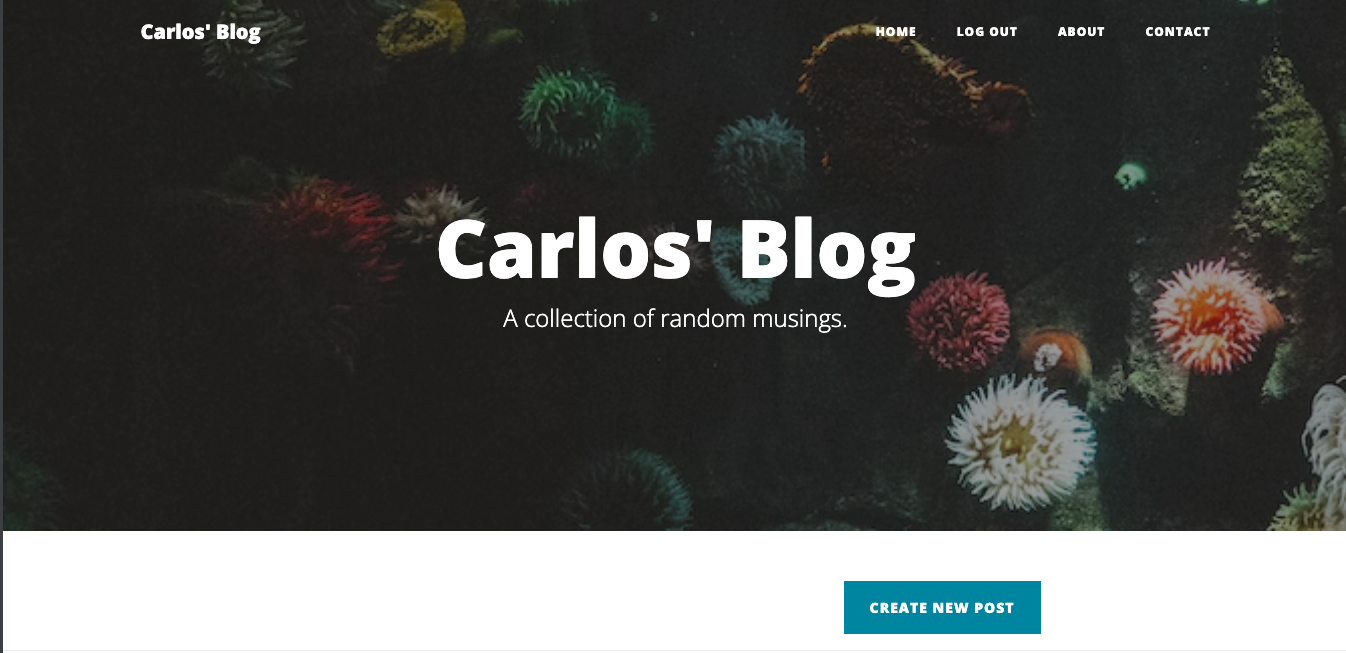 Carlos' Blog
HOME LOG OUT ABOUT CONTACT
Carlos' Blog
A collection of random musings.
CREATE NEW POST